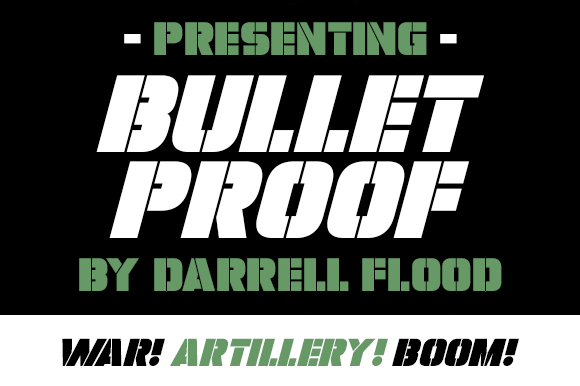 - PRESENTING -
BULLET
PROOF
BY DARRELL FLOOD
WAR! ARTILLERY! BOOM!